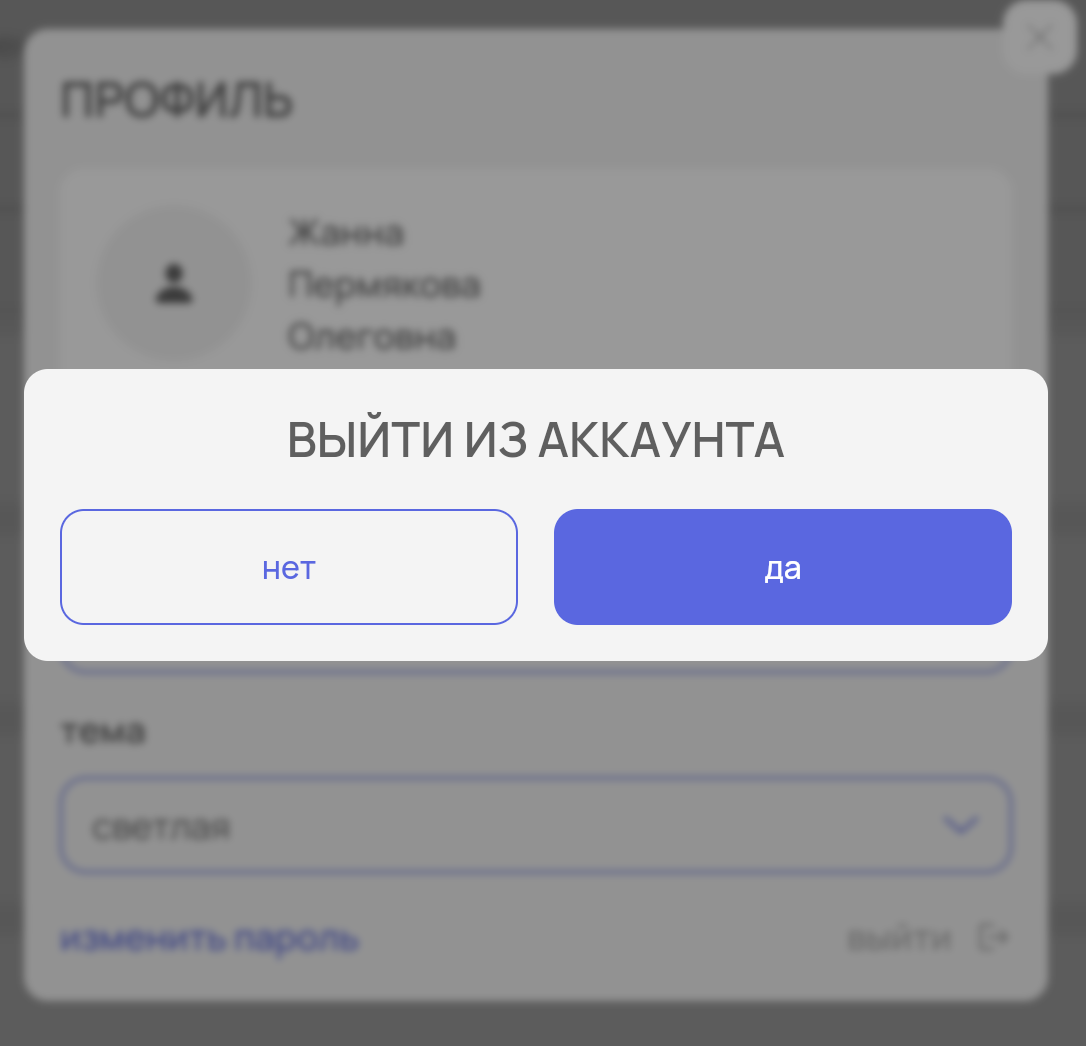 ПРОФИЛЬ
Жанна
Пермякова
Олеговна
ВЫЙТИ ИЗ АККАУНТА
нет
да
тема
светлая
изменить пароль
выйти